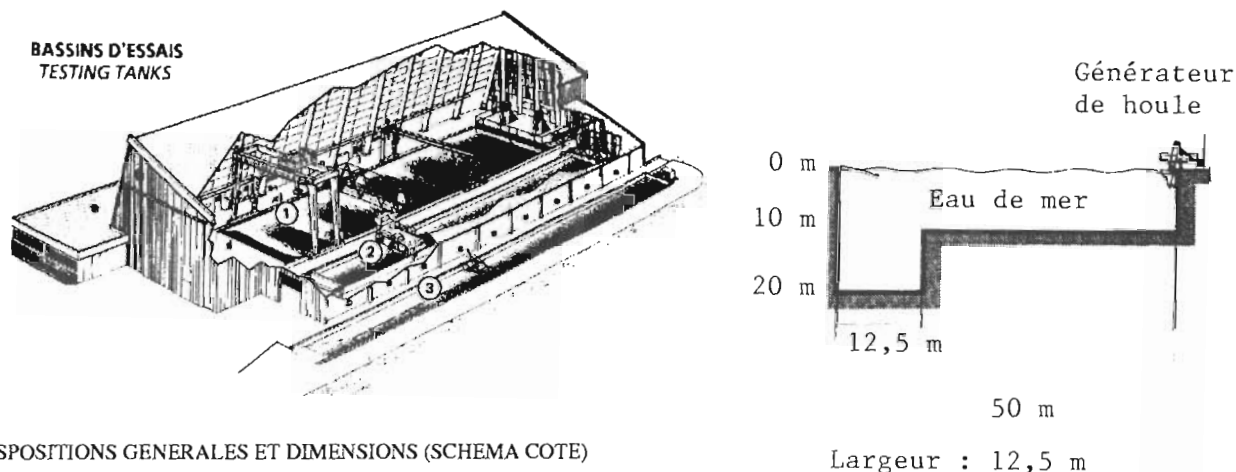 BASSINS D'ESSAIS
TESTING TANKS
1
2
3
Générateur
de houle
0 m
Eau de mer
10 m
20 m
12,5 m
50 m
SPOSITIONS GENERALES ET DIMENSIONS (SCHEMA COTE)
Largeur : 12,5 m